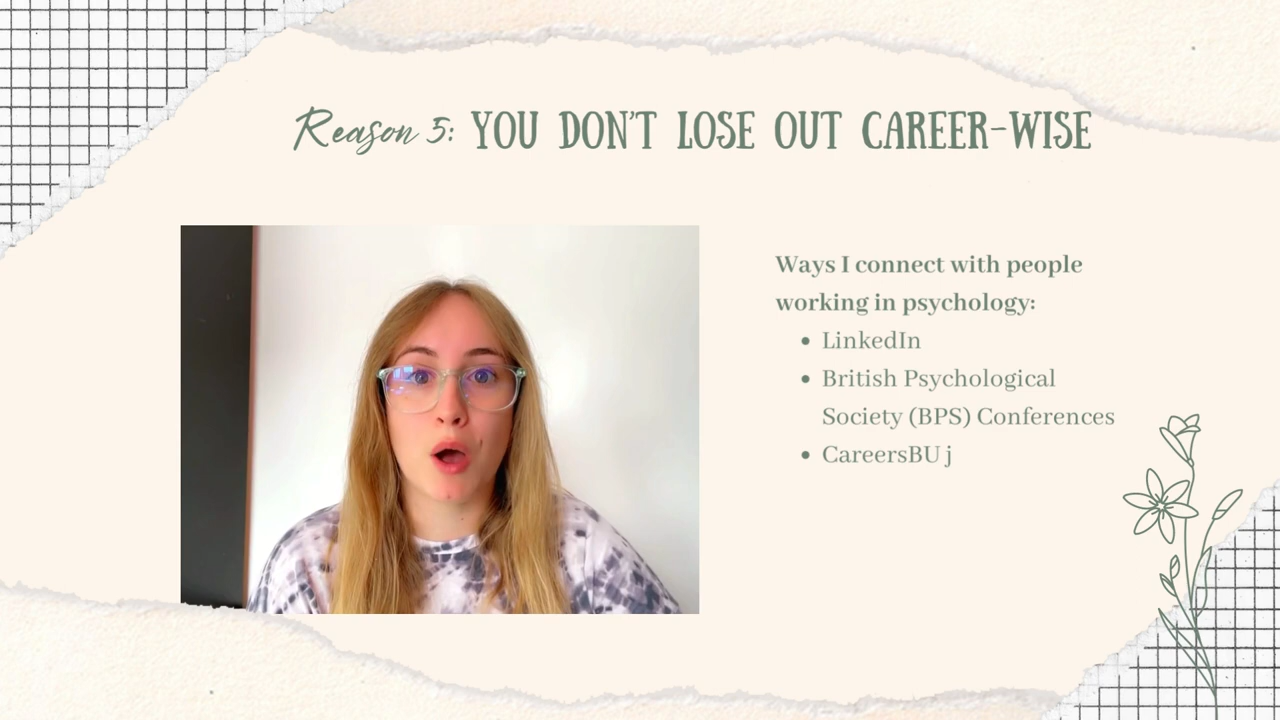 Reason 5: YOU DON'T LOSE OUT CAREER-WISE
Ways I connect with people
working in psychology:
• LinkedIn
• British Psychological
Society (BPS) Conferences
• CareersBU j